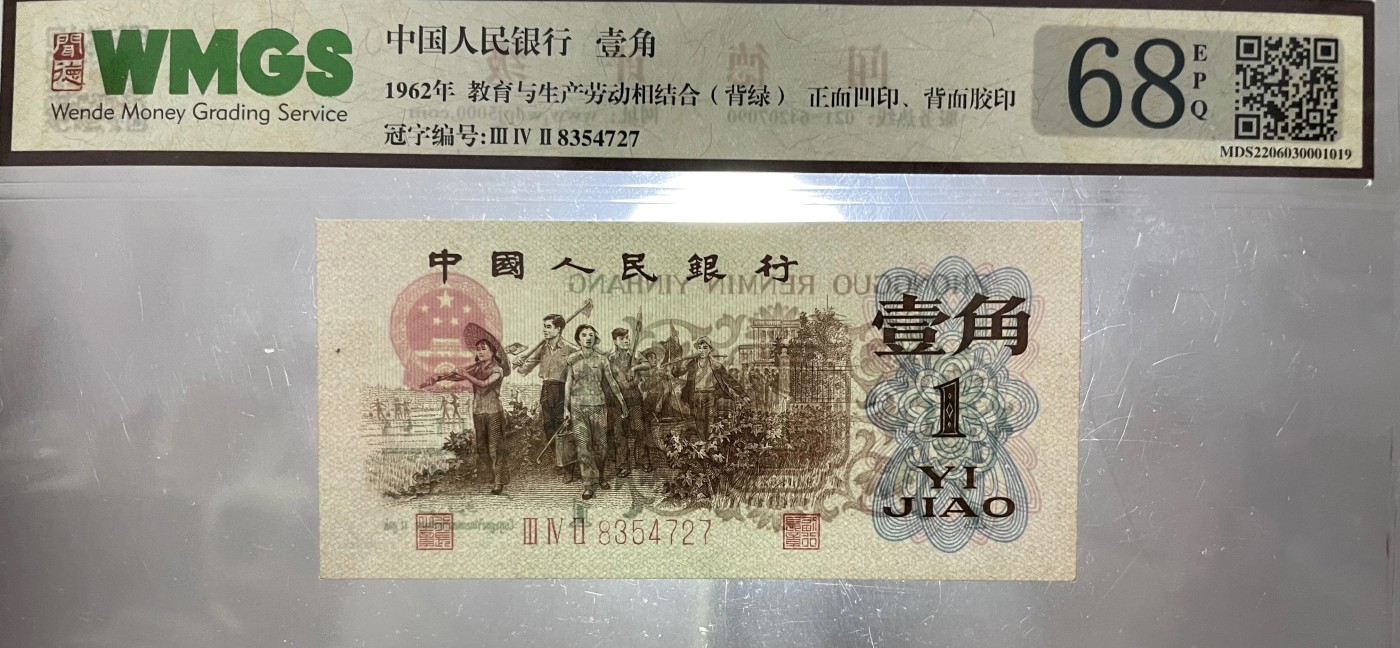 聞德
WMGS
Wende Money Grading Service
中国人民银行 壹角
1962年 教育与生产劳动相结合（背绿） 正面凹印、背面胶印
冠字编号:Ⅲ Ⅳ Ⅱ 8354727
68
EPQ
MDS2206030001019
中國人民銀行
ZHONGGUO RENMIN YINHANG
壹角
1
YI
JIAO
Ⅲ Ⅳ Ⅱ 8354727